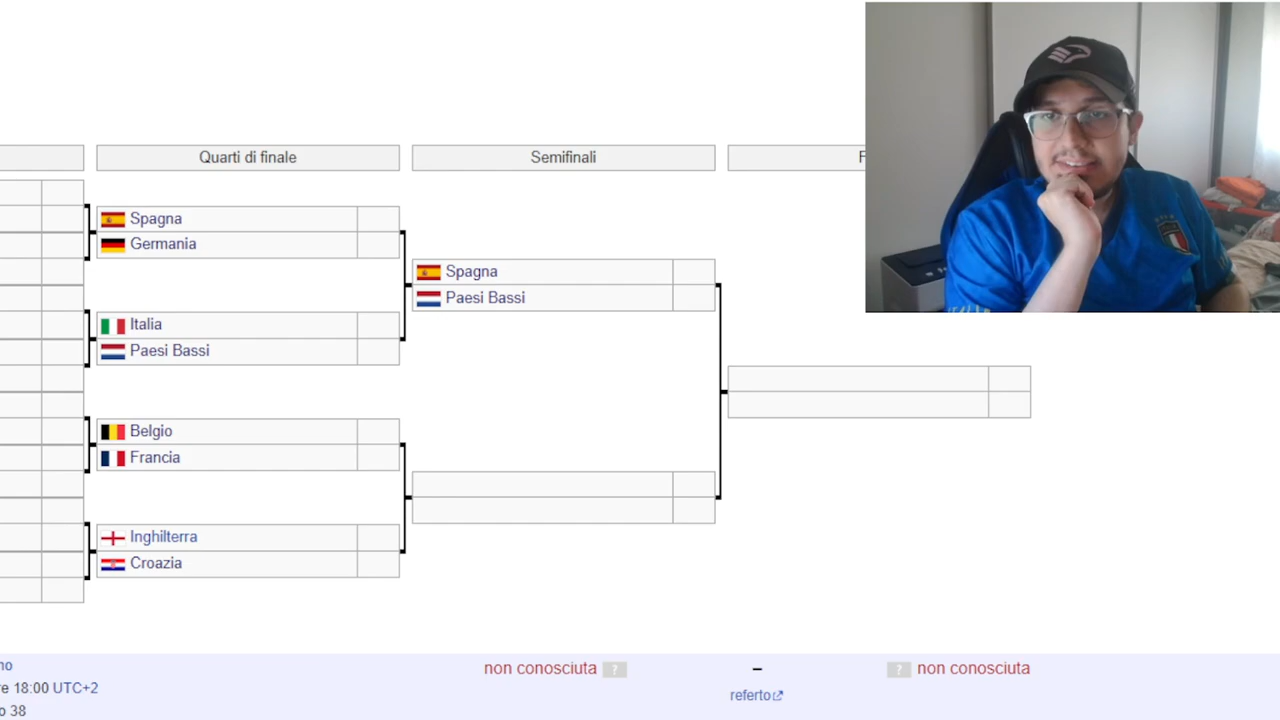 Quarti di finale
Semifinali
F
Spagna
Germania
Spagna
Paesi Bassi
Italia
Paesi Bassi
Belgio
Francia
Inghilterra
Croazia
no
non conosciuta ?
–
? non conosciuta
re 18:00 UTC+2
referto
o 38